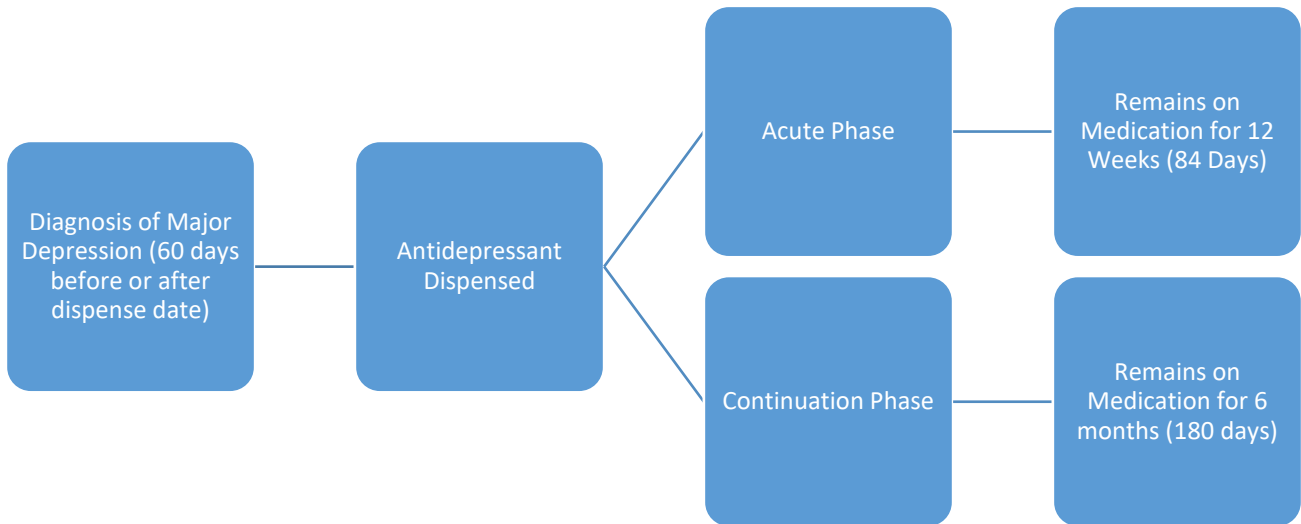 Diagnosis of Major
Depression (60 days
before or after
dispense date)
Antidepressant
Dispensed
Acute Phase
Remains on
Medication for 12
Weeks (84 Days)
Continuation Phase
Remains on
Medication for 6
months (180 days)